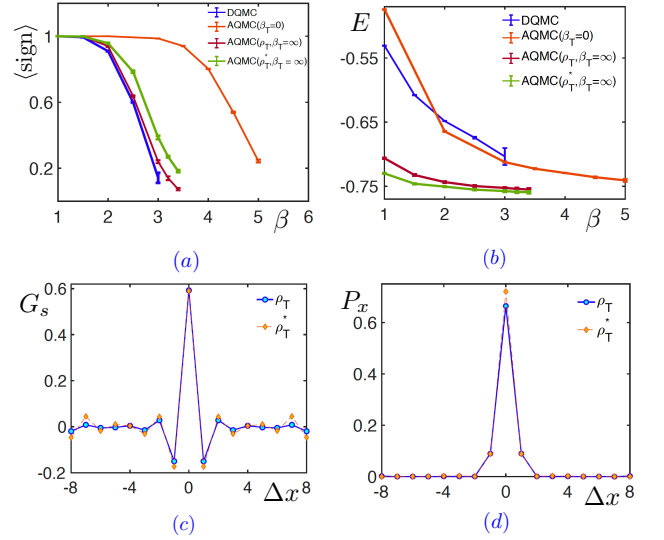 ⟨sign⟩
1
0.6
0.2
1 2 3 4 5 6
β
DQMC
AQMC(β_T=0)
AQMC(ρ_T,β_T=∞)
AQMC(ρ*_T,β_T = ∞)
(a)
E
-0.55
-0.65
-0.75
1 2 3 4 5
β
DQMC
AQMC(β_T=0)
AQMC(ρ_T,β_T=∞)
AQMC(ρ*_T,β_T=∞)
(b)
G_s
0.6
0.4
0.2
0
-0.2
-8 -4 0 4 8
Δx
ρ_T
ρ*_T
(c)
P_x
0.6
0.4
0.2
0
-8 -4 0 4 8
Δx
ρ_T
ρ*_T
(d)